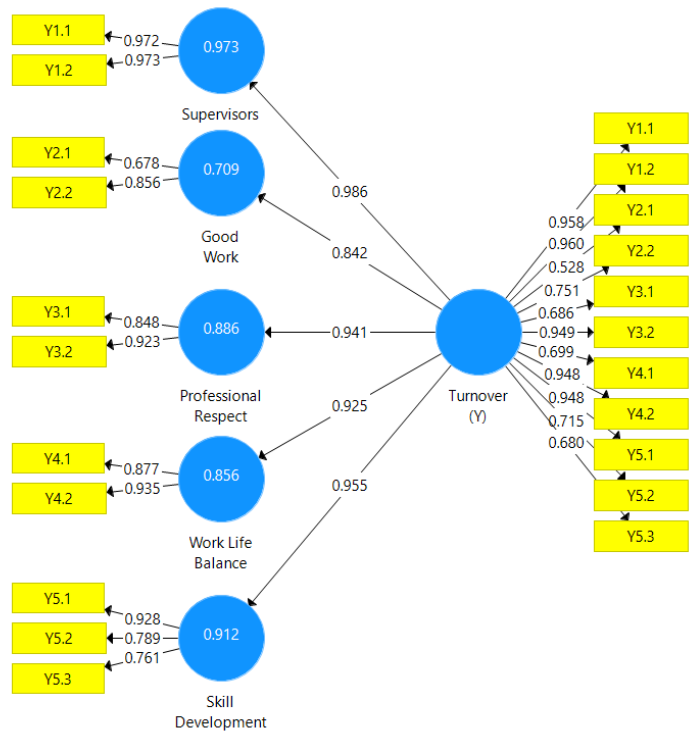 Y1.1
0.972
Y1.2
0.973
0.973
Supervisors
Y2.1
0.678
Y2.2
0.856
0.709
Good
Work
Y3.1
0.848
Y3.2
0.923
0.886
Professional
Respect
Y4.1
0.877
Y4.2
0.935
0.856
Work Life
Balance
Y5.1
0.928
Y5.2
0.789
Y5.3
0.761
0.912
Skill
Development
0.986
0.842
0.941
0.925
0.955
Turnover
(Y)
0.958
0.960
0.528
0.751
0.686
0.949
0.699
0.948
0.948
0.715
0.680
Y1.1
Y1.2
Y2.1
Y2.2
Y3.1
Y3.2
Y4.1
Y4.2
Y5.1
Y5.2
Y5.3